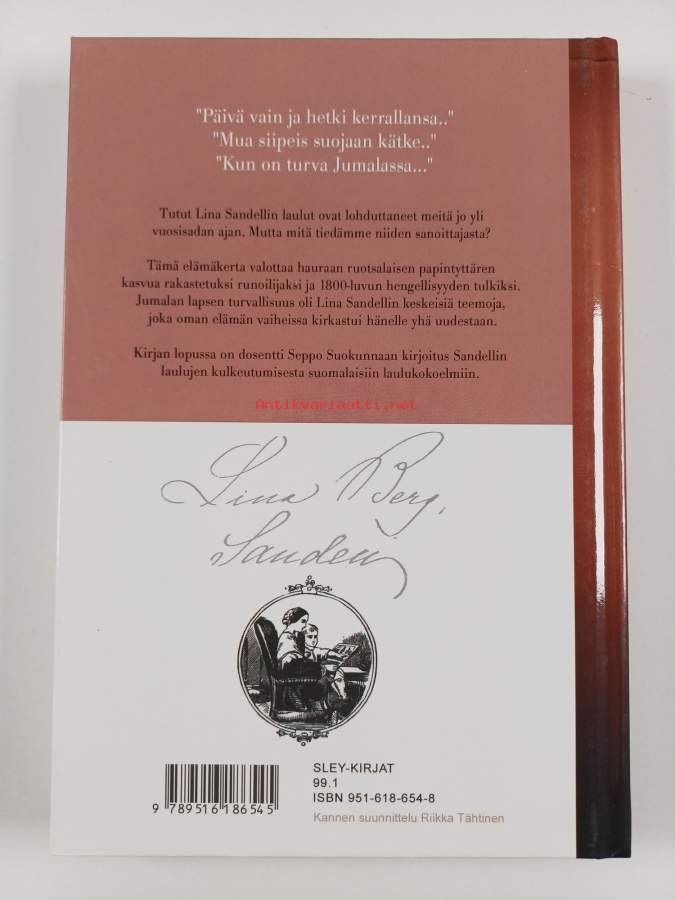 "Päivä vain ja hetki kerrallansa.."
"Mua siipeis suojaan kätke.."
"Kun on turva Jumalassa..."
Tutut Lina Sandellin laulut ovat lohduttaneet meitä jo yli
vuosisadan ajan. Mutta mitä tiedämme niiden sanoittajasta?
Tämä elämäkerta valottaa hauraan ruotsalaisen papintyttären
kasvua rakastetuksi runoilijaksi ja 1800-luvun hengellisyyden tulkiksi.
Jumalan lapsen turvallisuus oli Lina Sandellin keskeisiä teemoja,
joka oman elämän vaiheissa kirkastui hänelle yhä uudestaan.
Kirjan lopussa on dosentti Seppo Suokunnaan kirjoitus Sandellin
laulujen kulkeutumisesta suomalaisiin laulukokoelmiin.
Antikvariaatti.net
Lina Berg,
Sandell
SLEY-KIRJAT
99.1
ISBN 951-618-654-8
Kannen suunnittelu Riikka Tähtinen
9 789516 186545